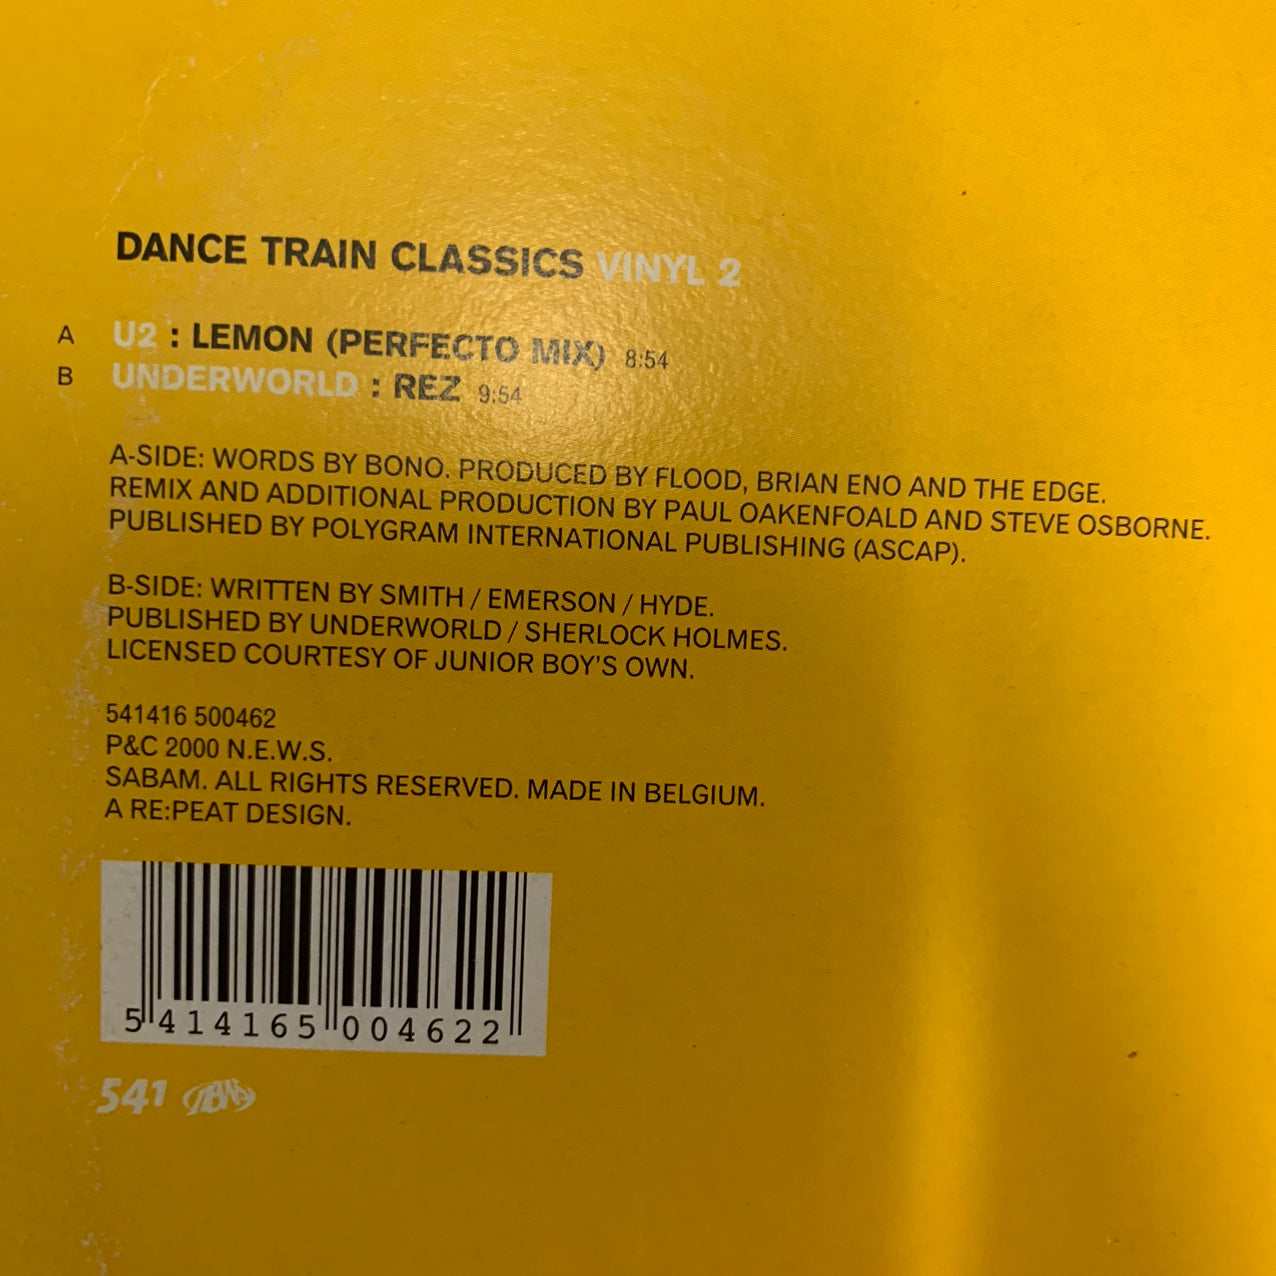 DANCE TRAIN CLASSICS VINYL 2
A U2 : LEMON (PERFECTO MIX) 8:54
B UNDERWORLD : REZ 9:54
A-SIDE: WORDS BY BONO. PRODUCED BY FLOOD, BRIAN ENO AND THE EDGE.
REMIX AND ADDITIONAL PRODUCTION BY PAUL OAKENFOALD AND STEVE OSBORNE.
PUBLISHED BY POLYGRAM INTERNATIONAL PUBLISHING (ASCAP).
B-SIDE: WRITTEN BY SMITH / EMERSON / HYDE.
PUBLISHED BY UNDERWORLD / SHERLOCK HOLMES.
LICENSED COURTESY OF JUNIOR BOY'S OWN.
541416 500462
P&C 2000 N.E.W.S.
SABAM. ALL RIGHTS RESERVED. MADE IN BELGIUM.
A RE:PEAT DESIGN.
5 414165 004622
541